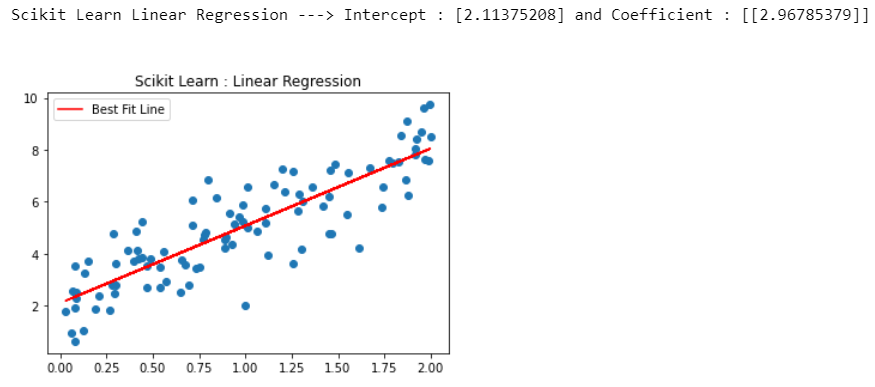 Scikit Learn Linear Regression ---> Intercept : [2.11375208] and Coefficient : [[2.96785379]]
Scikit Learn : Linear Regression
10
Best Fit Line
8
6
4
2
0.00 0.25 0.50 0.75 1.00 1.25 1.50 1.75 2.00